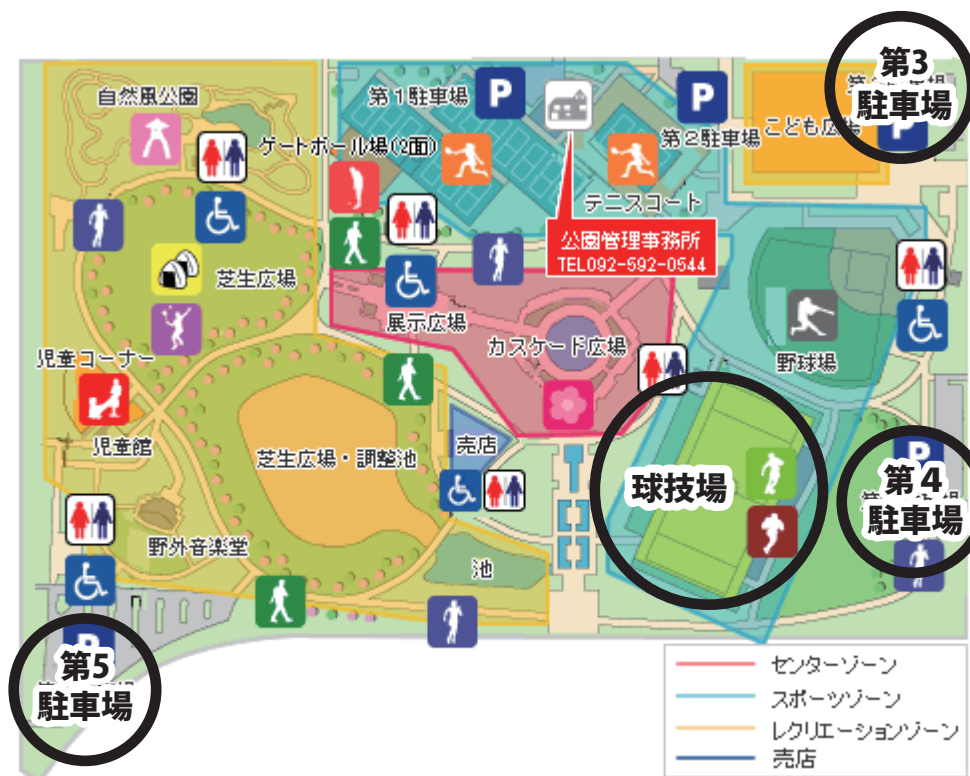 第3
駐車場
自然風公園
第1駐車場
P
P
第2駐車場
こども広場
ゲートボール場(2面)
テニスコート
公園管理事務所
TEL092-592-0544
芝生広場
展示広場
カスケード広場
野球場
児童コーナー
児童館
芝生広場・調整池
売店
球技場
第4
駐車場
野外音楽堂
池
第5
駐車場
センターゾーン
スポーツゾーン
レクリエーションゾーン
売店